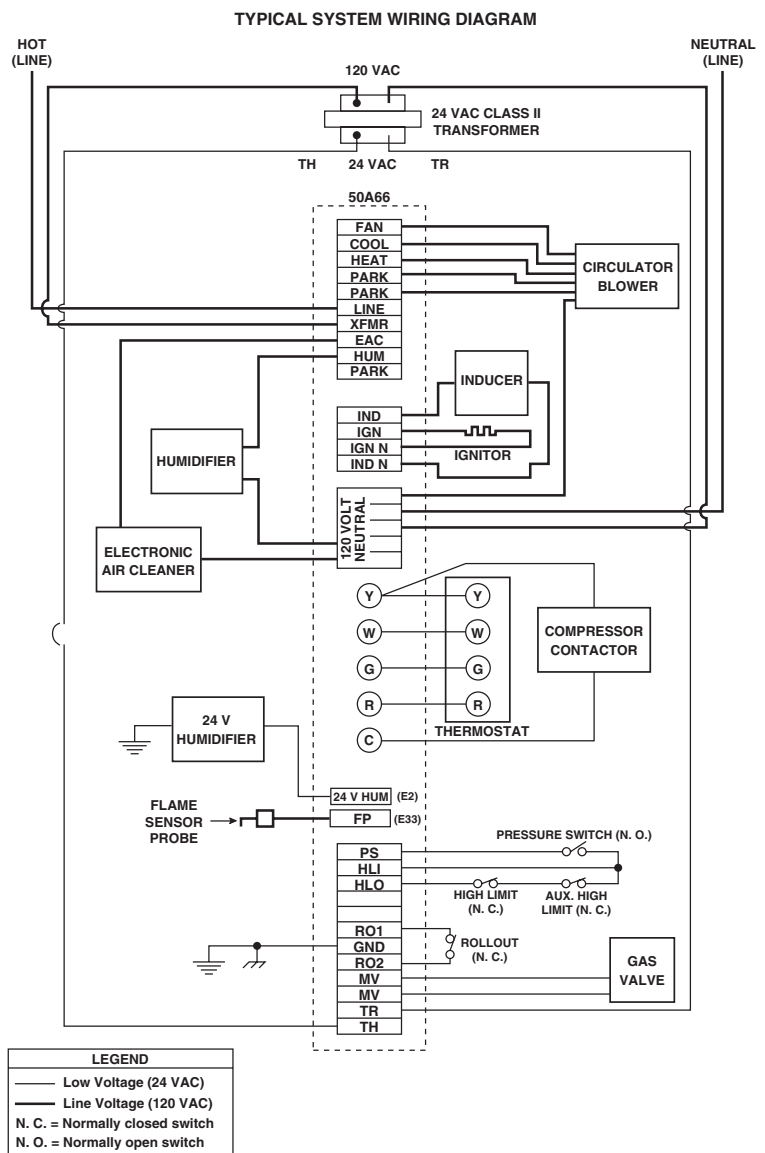 TYPICAL SYSTEM WIRING DIAGRAM
HOT
(LINE)
NEUTRAL
(LINE)
120 VAC
24 VAC CLASS II
TRANSFORMER
TH
24 VAC
TR
50A66
FAN
COOL
HEAT
PARK
PARK
LINE
XFMR
EAC
HUM
PARK
CIRCULATOR
BLOWER
INDUCER
IND
IGN
IGN N
IND N
IGNITOR
HUMIDIFIER
120 VOLT
NEUTRAL
ELECTRONIC
AIR CLEANER
Y
Y
W
W
G
G
R
R
C
THERMOSTAT
COMPRESSOR
CONTACTOR
24 V
HUMIDIFIER
24 V HUM
(E2)
FP
(E33)
FLAME
SENSOR
PROBE
PRESSURE SWITCH (N. O.)
PS
HLI
HLO
HIGH LIMIT
(N. C.)
AUX. HIGH
LIMIT (N. C.)
RO1
GND
RO2
MV
MV
TR
TH
ROLLOUT
(N. C.)
GAS
VALVE
LEGEND
Low Voltage (24 VAC)
Line Voltage (120 VAC)
N. C. = Normally closed switch
N. O. = Normally open switch